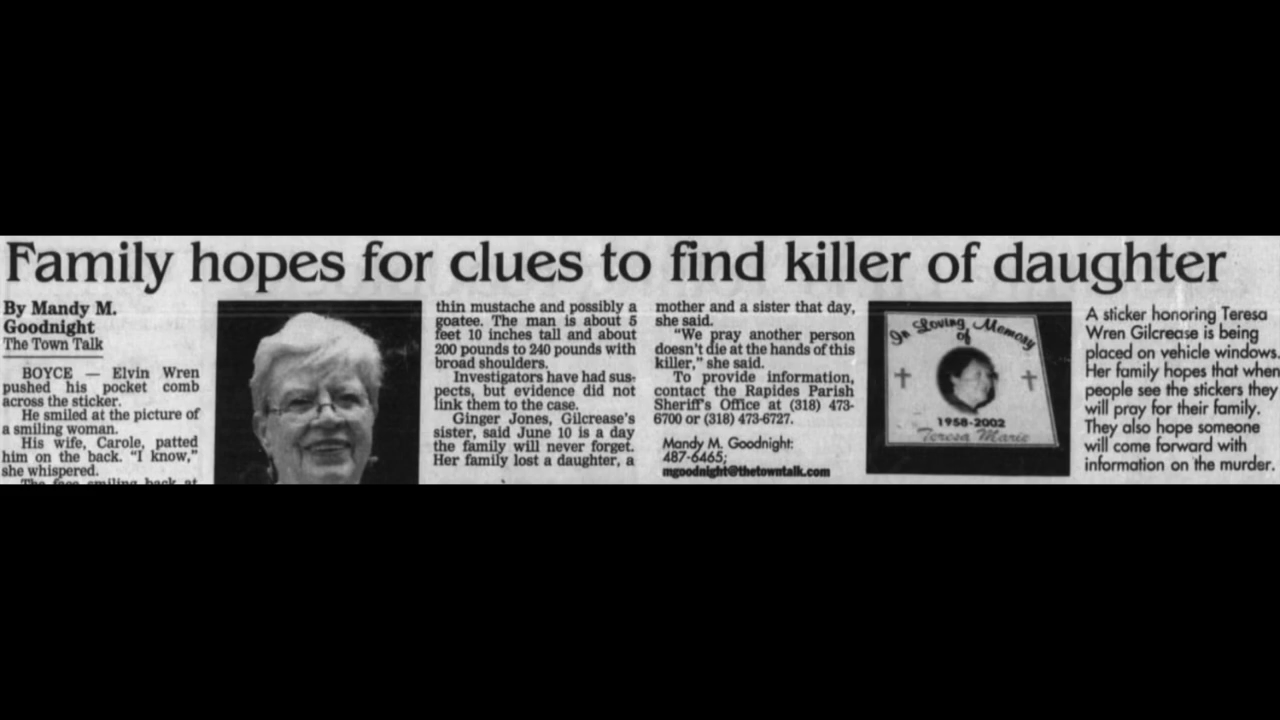 Family hopes for clues to find killer of daughter
By Mandy M.
Goodnight
The Town Talk
BOYCE — Elvin Wren
pushed his pocket comb
across the sticker.
He smiled at the picture of
a smiling woman.
His wife, Carole, patted
him on the back. "I know,"
she whispered.
The face smiling back at
thin mustache and possibly a
goatee. The man is about 5
feet 10 inches tall and about
200 pounds to 240 pounds with
broad shoulders.
Investigators have had sus-
pects, but evidence did not
link them to the case.
Ginger Jones, Gilcrease's
sister, said June 10 is a day
the family will never forget.
Her family lost a daughter, a
mother and a sister that day,
she said.
"We pray another person
doesn't die at the hands of this
killer," she said.
To provide information,
contact the Rapides Parish
Sheriff's Office at (318) 473-
6700 or (318) 473-6727.
Mandy M. Goodnight:
487-6465;
mgoodnight@thetowntalk.com
In Loving Memory
of
1958-2002
Teresa Marie
A sticker honoring Teresa
Wren Gilcrease is being
placed on vehicle windows.
Her family hopes that when
people see the stickers they
will pray for their family.
They also hope someone
will come forward with
information on the murder.